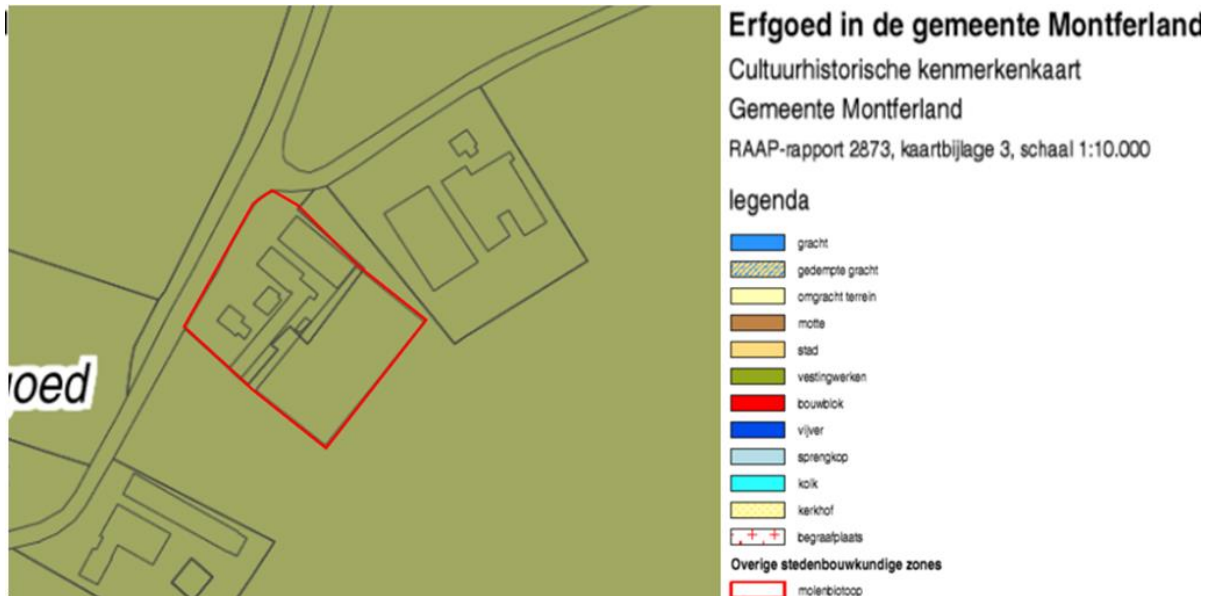 Erfgoed in de gemeente Montferland
Cultuurhistorische kenmerkenkaart
Gemeente Montferland
RAAP-rapport 2873, kaartbijlage 3, schaal 1:10.000
legenda
gracht
gedempte gracht
omgracht terrein
motte
stad
vestingwerken
bouwblok
vijver
sprengkop
kolk
kerkhof
begraafplaats
Overige stedenbouwkundige zones
molenbiotoop
oed